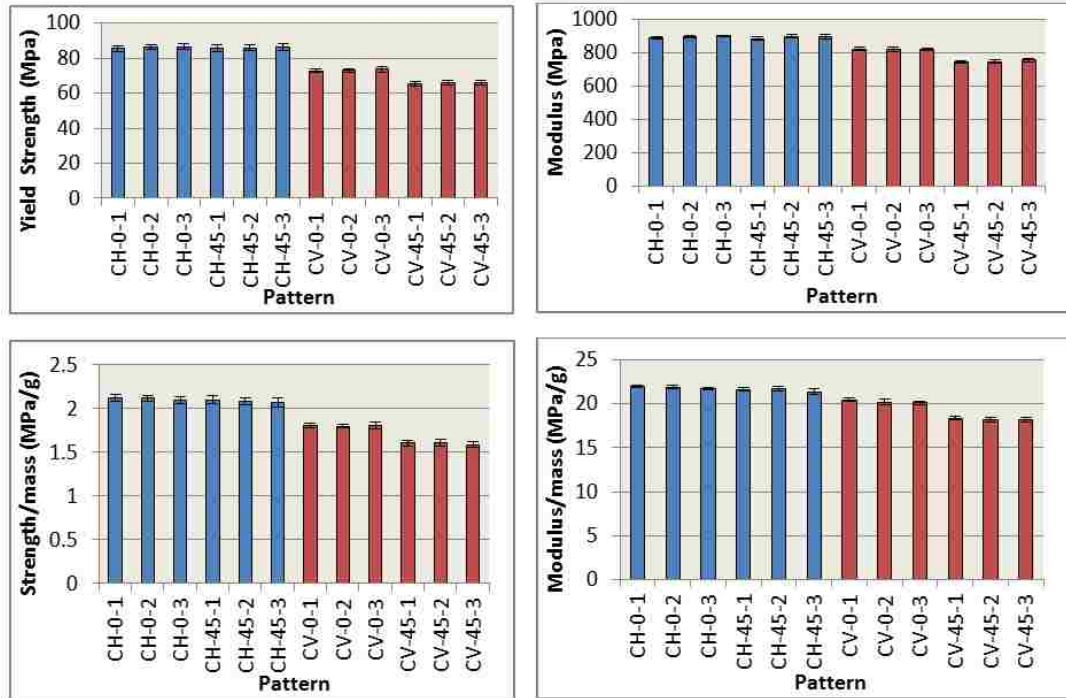 Yield Strength (Mpa)
100
80
60
40
20
0
CH-0-1
CH-0-2
CH-0-3
CH-45-1
CH-45-2
CH-45-3
CV-0-1
CV-0-2
CV-0-3
CV-45-1
CV-45-2
CV-45-3
Pattern
Modulus (Mpa)
1000
800
600
400
200
0
CH-0-1
CH-0-2
CH-0-3
CH-45-1
CH-45-2
CH-45-3
CV-0-1
CV-0-2
CV-0-3
CV-45-1
CV-45-2
CV-45-3
Pattern
Strength/mass (MPa/g)
2.5
2
1.5
1
0.5
0
CH-0-1
CH-0-2
CH-0-3
CH-45-1
CH-45-2
CH-45-3
CV-0-1
CV-0-2
CV-0-3
CV-45-1
CV-45-2
CV-45-3
Pattern
Modulus/mass (MPa/g)
25
20
15
10
5
0
CH-0-1
CH-0-2
CH-0-3
CH-45-1
CH-45-2
CH-45-3
CV-0-1
CV-0-2
CV-0-3
CV-45-1
CV-45-2
CV-45-3
Pattern